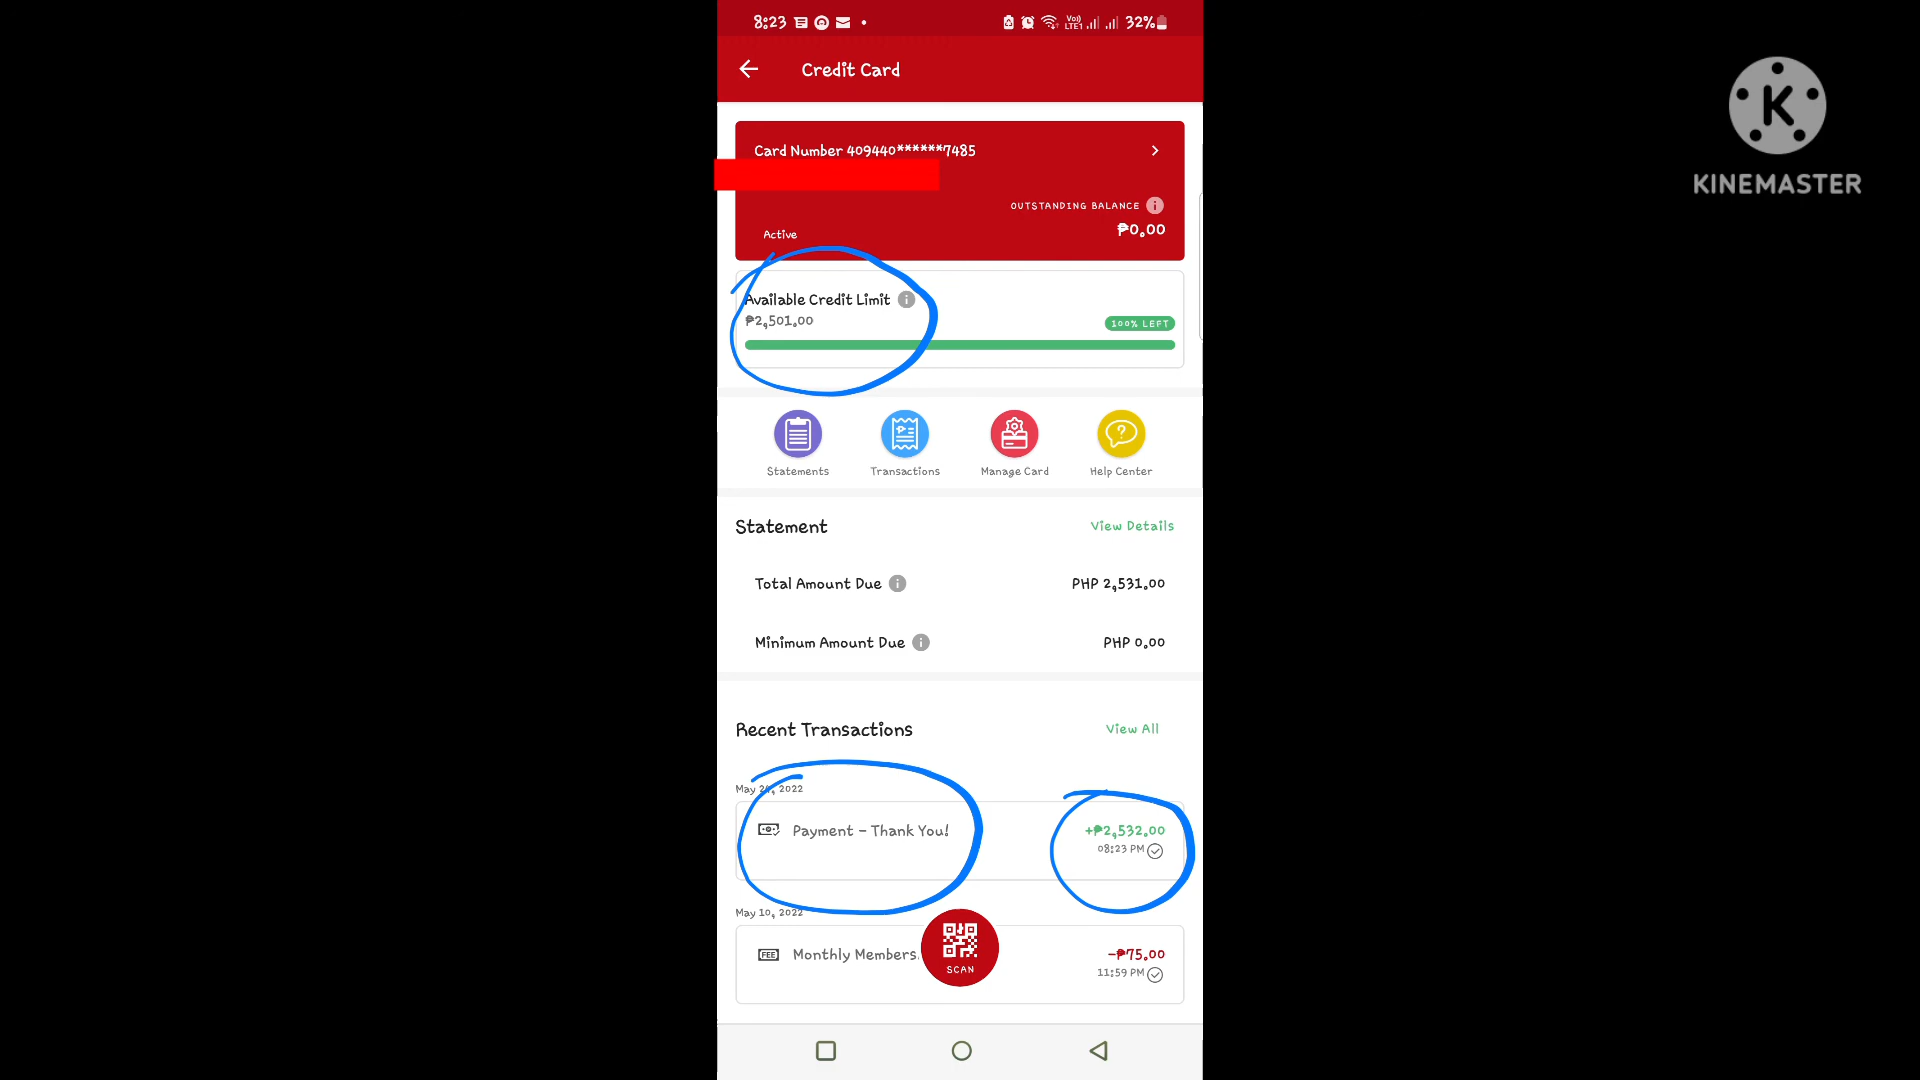 8:23
Vo)) LTE1 32%
Credit Card
Card Number 409440******7485
OUTSTANDING BALANCE
Active
₱0.00
Available Credit Limit
₱2,501.00
100% LEFT
Statements Transactions Manage Card Help Center
Statement View Details
Total Amount Due PHP 2,531.00
Minimum Amount Due PHP 0.00
Recent Transactions View All
Payment - Thank You! +₱2,532.00
08:23 PM
May 10, 2022
FEE Monthly Members -₱75.00
11:59 PM
SCAN
K
KINEMASTER